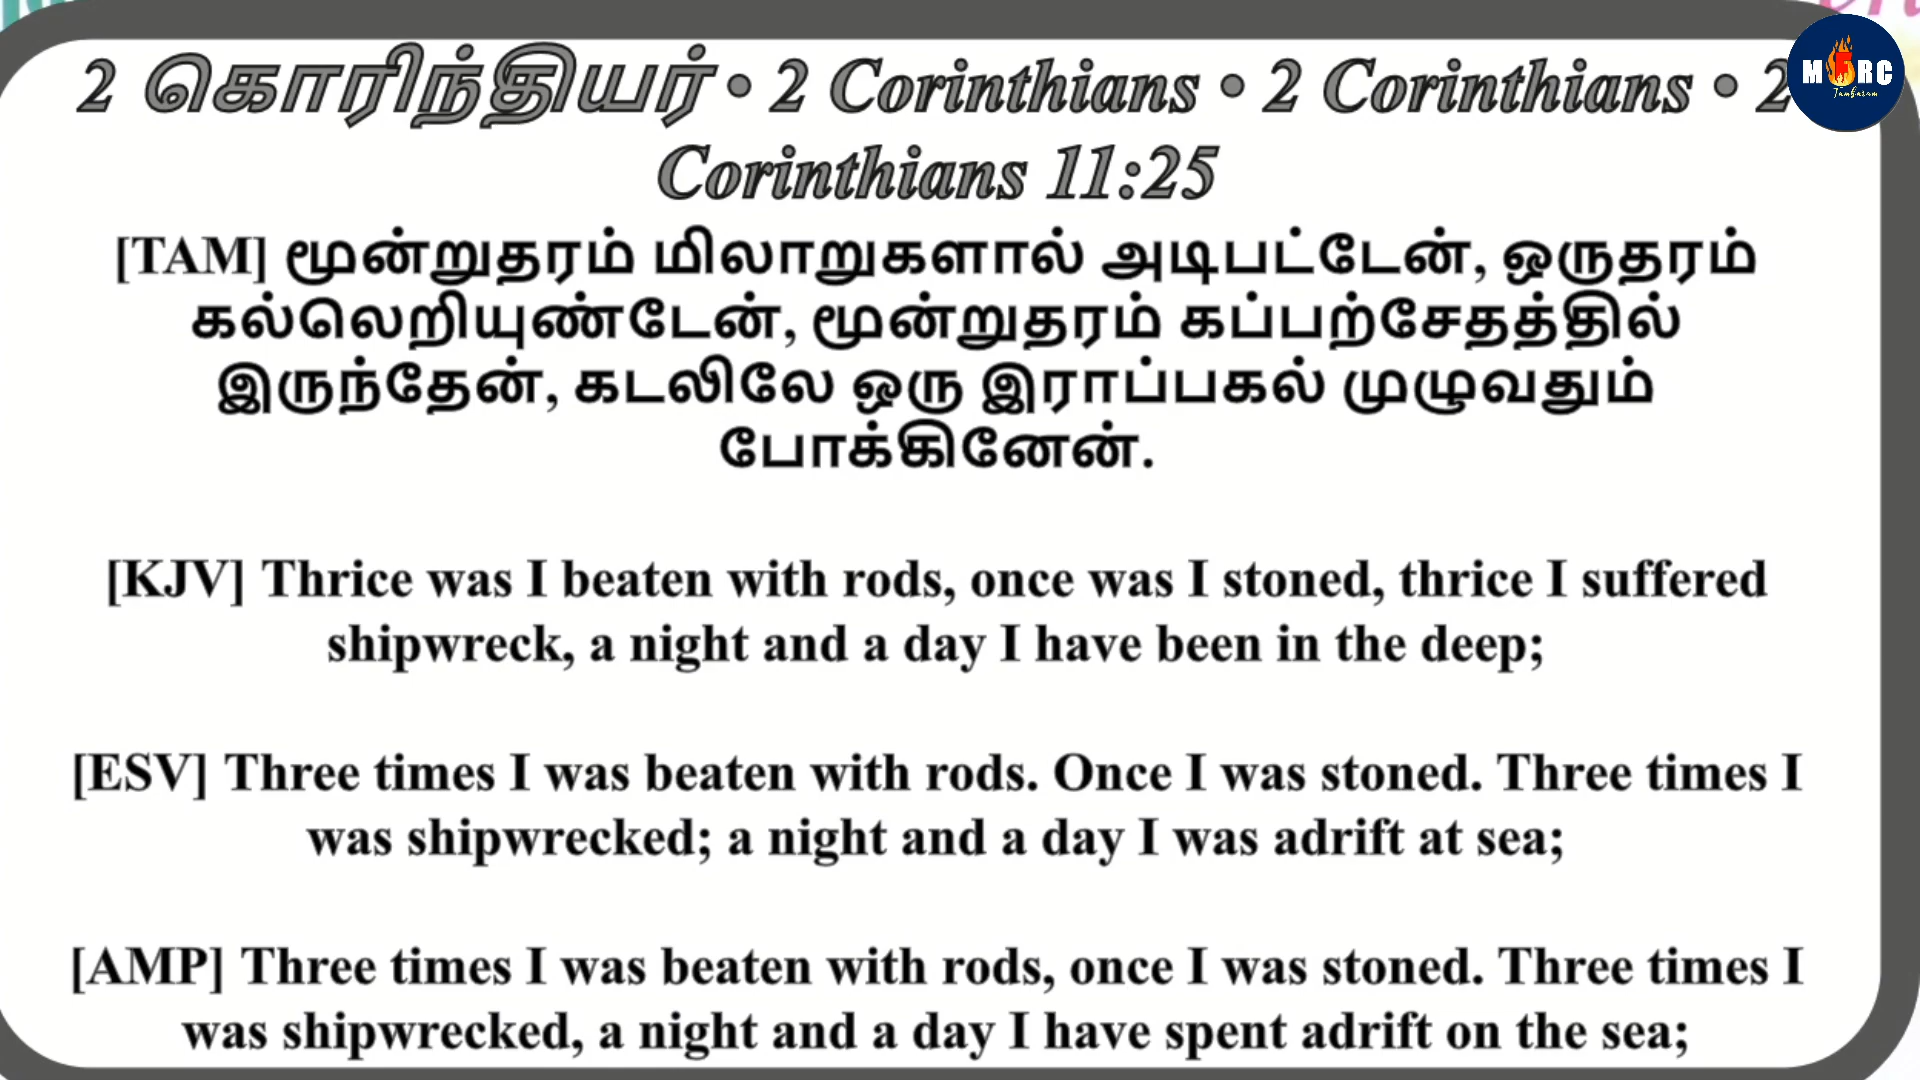 2 கொரிந்தியர் • 2 Corinthians • 2 Corinthians • 2
Corinthians 11:25
[TAM] மூன்றுதரம் மிலாறுகளால் அடிபட்டேன், ஒருதரம்
கல்லெறியுண்டேன், மூன்றுதரம் கப்பற்சேதத்தில்
இருந்தேன், கடலிலே ஒரு இராப்பகல் முழுவதும்
போக்கினேன்.
[KJV] Thrice was I beaten with rods, once was I stoned, thrice I suffered
shipwreck, a night and a day I have been in the deep;
[ESV] Three times I was beaten with rods. Once I was stoned. Three times I
was shipwrecked; a night and a day I was adrift at sea;
[AMP] Three times I was beaten with rods, once I was stoned. Three times I
was shipwrecked, a night and a day I have spent adrift on the sea;
MFRC
Tambaram